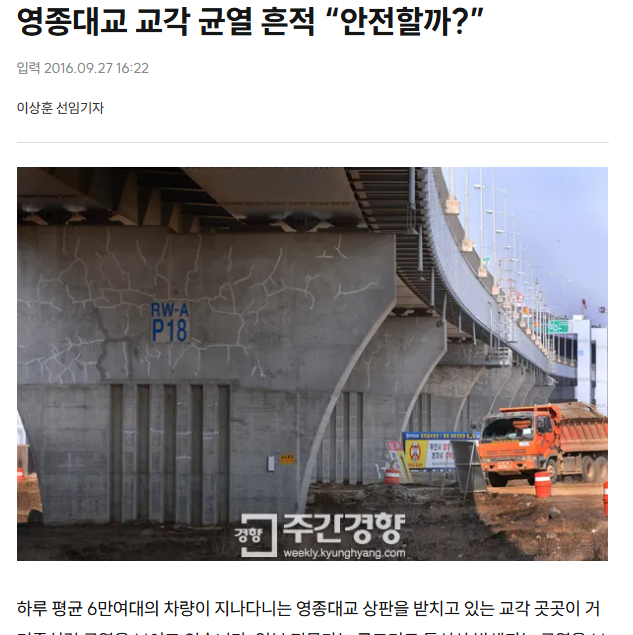 영종대교 교각 균열 흔적 “안전할까?”
입력 2016.09.27 16:22
이상훈 선임기자
RW-A
P18
경향 주간경향
weekly.kyunghyang.com
하루 평균 6만여대의 차량이 지나다니는 영종대교 상판을 받치고 있는 교각 곳곳이 거